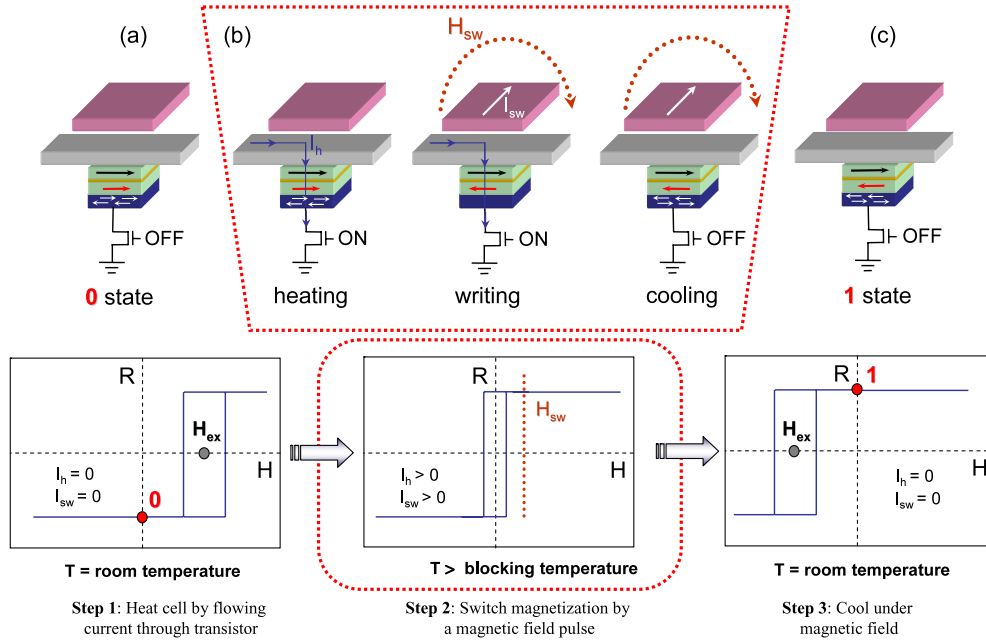 (a)
(b)
H_sw
(c)
I_sw
I_h
OFF
ON
ON
OFF
OFF
0 state
heating
writing
cooling
1 state
R
H_ex
H
I_h = 0
I_sw = 0
0
T = room temperature
R
H_sw
I_h > 0
I_sw > 0
T > blocking temperature
R
1
H_ex
H
I_h = 0
I_sw = 0
T = room temperature
Step 1: Heat cell by flowing
current through transistor
Step 2: Switch magnetization by
a magnetic field pulse
Step 3: Cool under
magnetic field